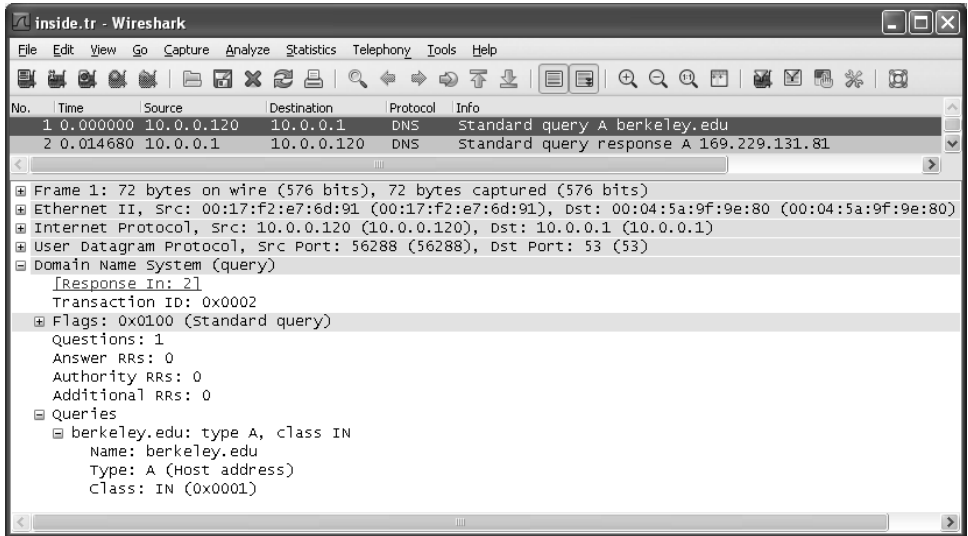 inside.tr - Wireshark
File Edit View Go Capture Analyze Statistics Telephony Tools Help
No. Time Source Destination Protocol Info
1 0.000000 10.0.0.120 10.0.0.1 DNS Standard query A berkeley.edu
2 0.014680 10.0.0.1 10.0.0.120 DNS Standard query response A 169.229.131.81
Frame 1: 72 bytes on wire (576 bits), 72 bytes captured (576 bits)
Ethernet II, Src: 00:17:f2:e7:6d:91 (00:17:f2:e7:6d:91), Dst: 00:04:5a:9f:9e:80 (00:04:5a:9f:9e:80)
Internet Protocol, Src: 10.0.0.120 (10.0.0.120), Dst: 10.0.0.1 (10.0.0.1)
User Datagram Protocol, Src Port: 56288 (56288), Dst Port: 53 (53)
Domain Name System (query)
[Response In: 2]
Transaction ID: 0x0002
Flags: 0x0100 (Standard query)
Questions: 1
Answer RRs: 0
Authority RRs: 0
Additional RRs: 0
Queries
berkeley.edu: type A, class IN
Name: berkeley.edu
Type: A (Host address)
Class: IN (0x0001)